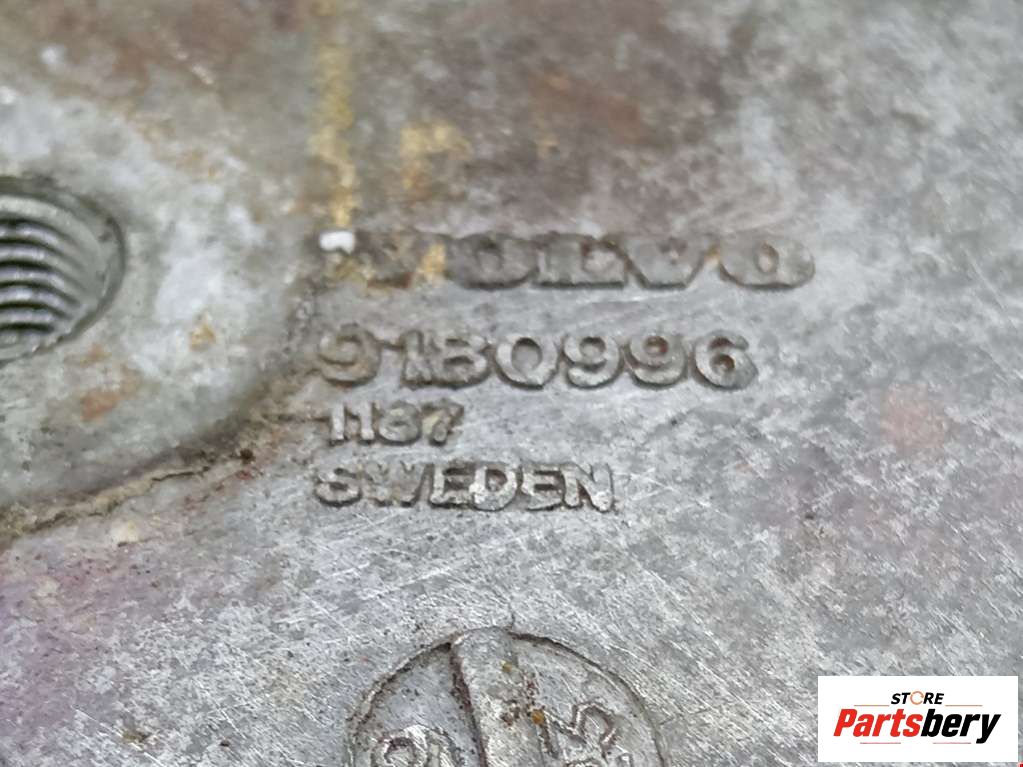 VOLVO
9180996
1187
SWEDEN
STORE
Partsbery